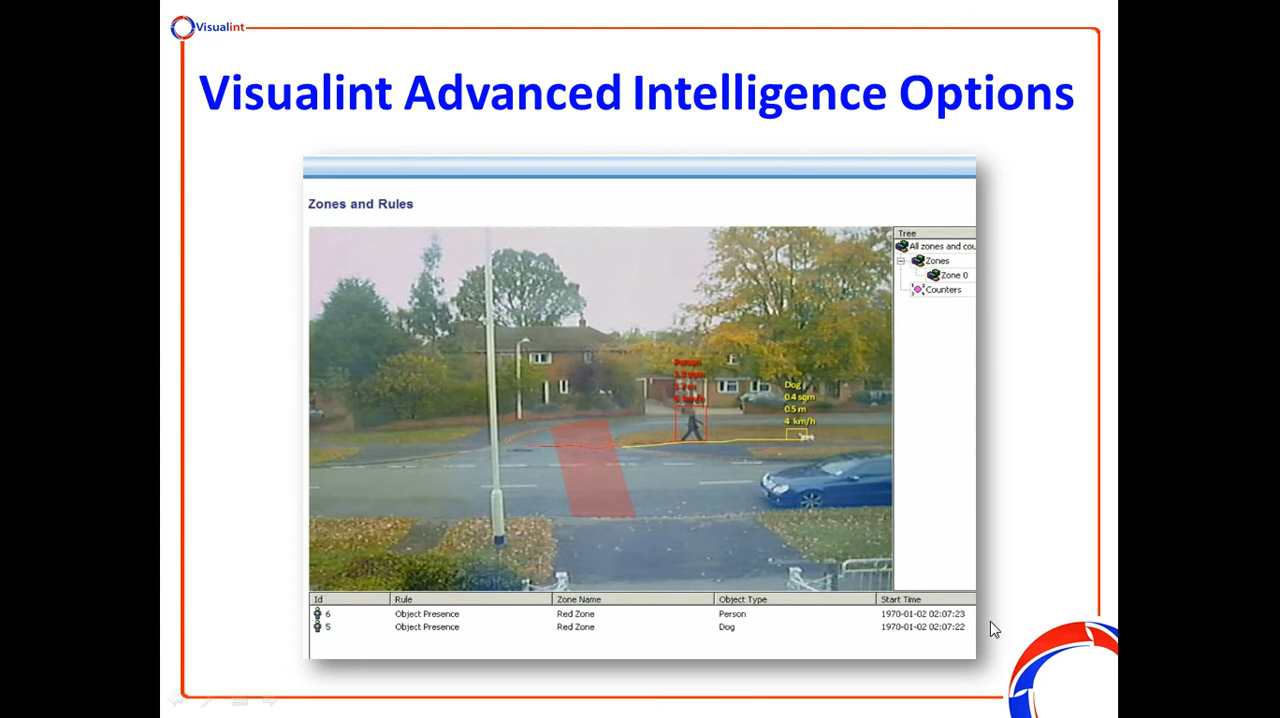 Visualint
Visualint Advanced Intelligence Options
Zones and Rules
Tree
All zones and cou
Zones
Zone 0
Counters
Person
6 km/h
Dog
0.4 sqm
0.5 m
4 km/h
Id Rule Zone Name Object Type Start Time
6 Object Presence Red Zone Person 1970-01-02 02:07:23
5 Object Presence Red Zone Dog 1970-01-02 02:07:22